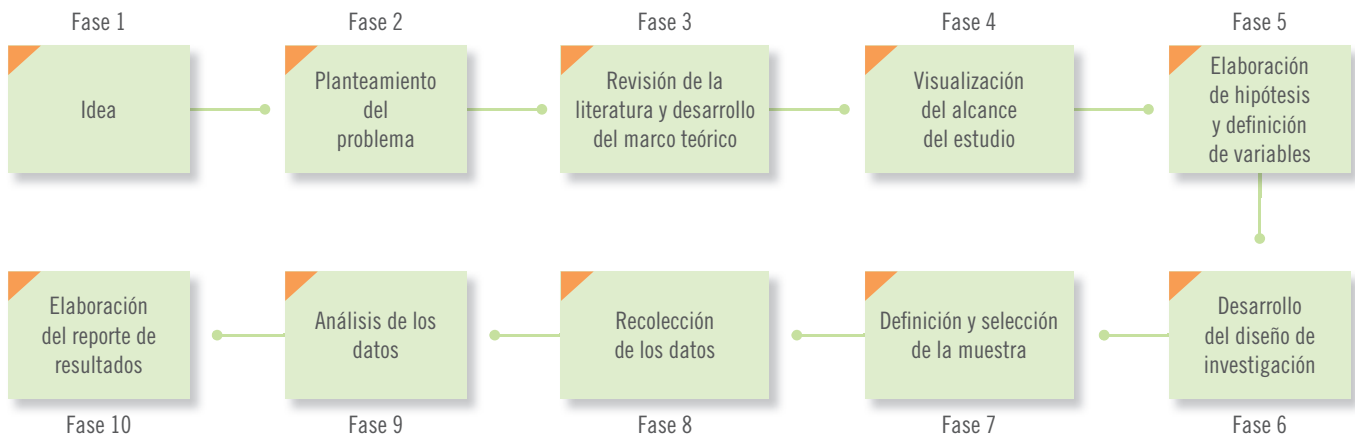 Fase 1
Idea
Fase 2
Planteamiento
del
problema
Fase 3
Revisión de la
literatura y desarrollo
del marco teórico
Fase 4
Visualización
del alcance
del estudio
Fase 5
Elaboración
de hipótesis
y definición
de variables
Desarrollo
del diseño de
investigación
Fase 6
Definición y selección
de la muestra
Fase 7
Recolección
de los datos
Fase 8
Análisis de los
datos
Fase 9
Elaboración
del reporte de
resultados
Fase 10